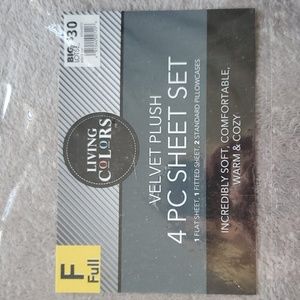 BIG $30
LIVING
COLORS
VELVET PLUSH
4 PC SHEET SET
1 FLAT SHEET, 1 FITTED SHEET, 2 STANDARD PILLOWCASES
INCREDIBLY SOFT, COMFORTABLE,
WARM & COZY
F
Full